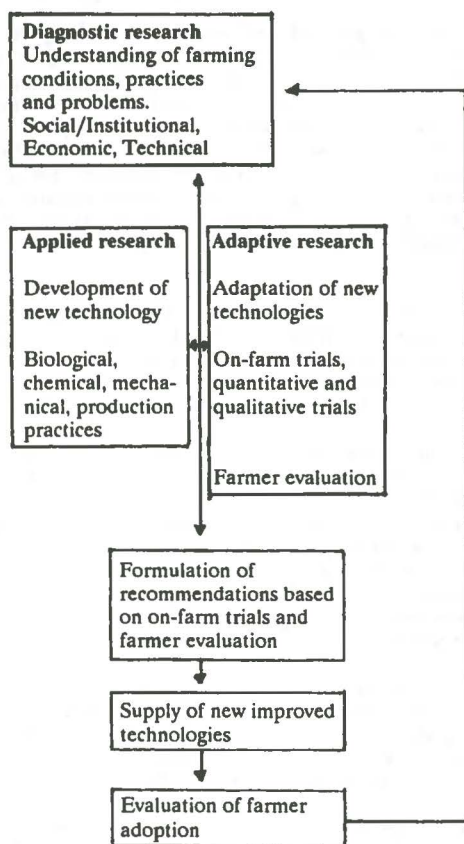 Diagnostic research
Understanding of farming
conditions, practices
and problems.
Social/Institutional,
Economic, Technical
Applied research
Development of
new technology
Biological,
chemical, mecha-
nical, production
practices
Adaptive research
Adaptation of new
technologies
On-farm trials,
quantitative and
qualitative trials
Farmer evaluation
Formulation of
recommendations based
on on-farm trials and
farmer evaluation
Supply of new improved
technologies
Evaluation of farmer
adoption